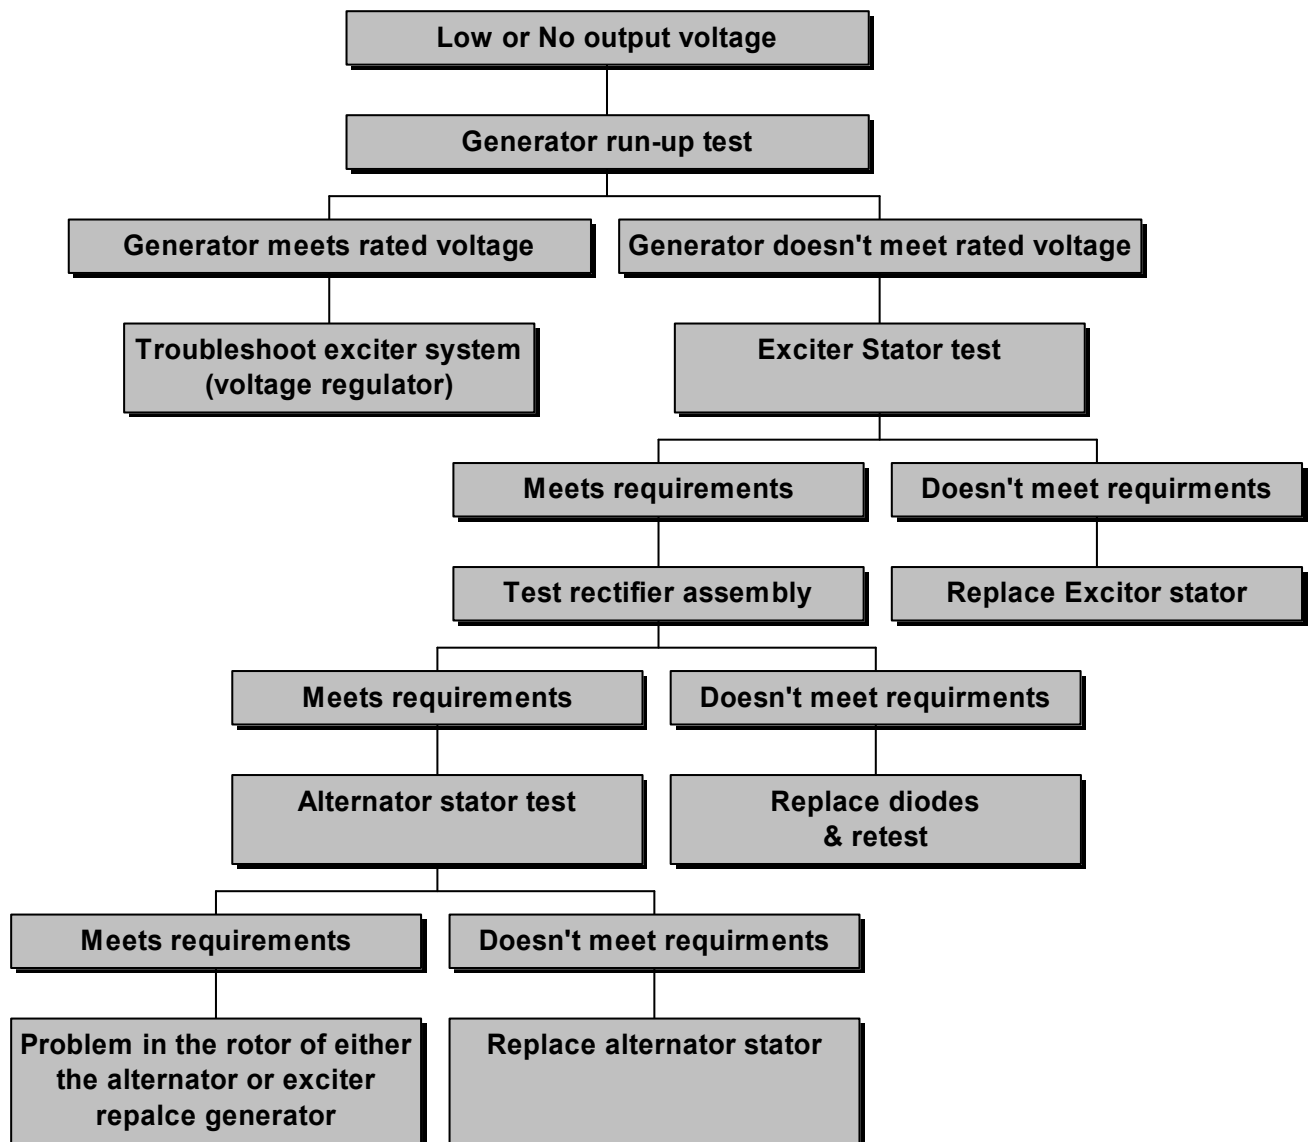 Low or No output voltage
Generator run-up test
Generator meets rated voltage
Generator doesn't meet rated voltage
Troubleshoot exciter system
(voltage regulator)
Exciter Stator test
Meets requirements
Doesn't meet requirments
Test rectifier assembly
Replace Excitor stator
Meets requirements
Doesn't meet requirments
Alternator stator test
Replace diodes
& retest
Meets requirements
Doesn't meet requirments
Problem in the rotor of either
the alternator or exciter
repalce generator
Replace alternator stator